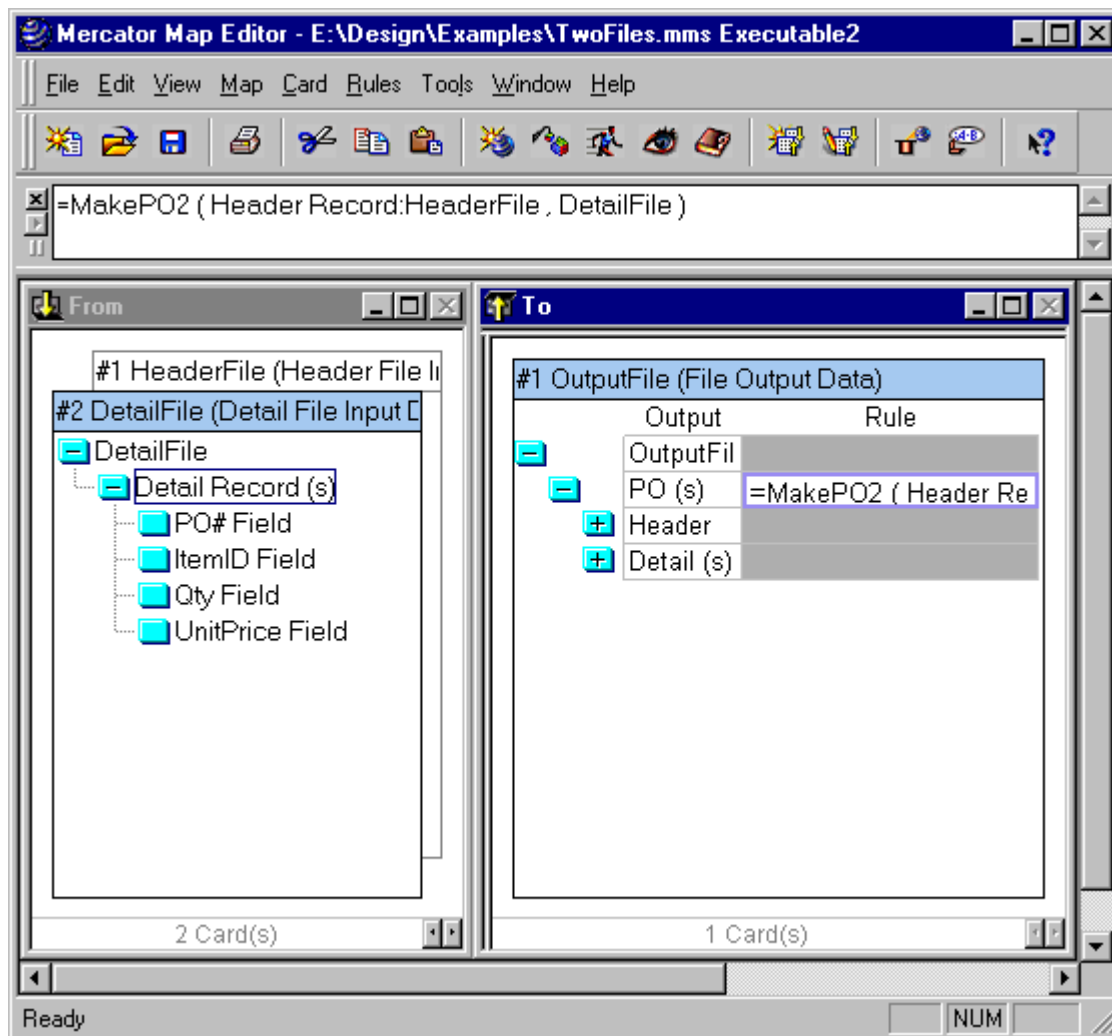 Mercator Map Editor - E:\Design\Examples\TwoFiles.mms Executable2
File Edit View Map Card Rules Tools Window Help
=MakePO2 ( Header Record:HeaderFile , DetailFile )
From
#1 HeaderFile (Header File I
#2 DetailFile (Detail File Input D
DetailFile
Detail Record (s)
PO# Field
ItemID Field
Qty Field
UnitPrice Field
2 Card(s)
To
#1 OutputFile (File Output Data)
Output Rule
OutputFil
PO (s) =MakePO2 ( Header Re
Header
Detail (s)
1 Card(s)
Ready NUM